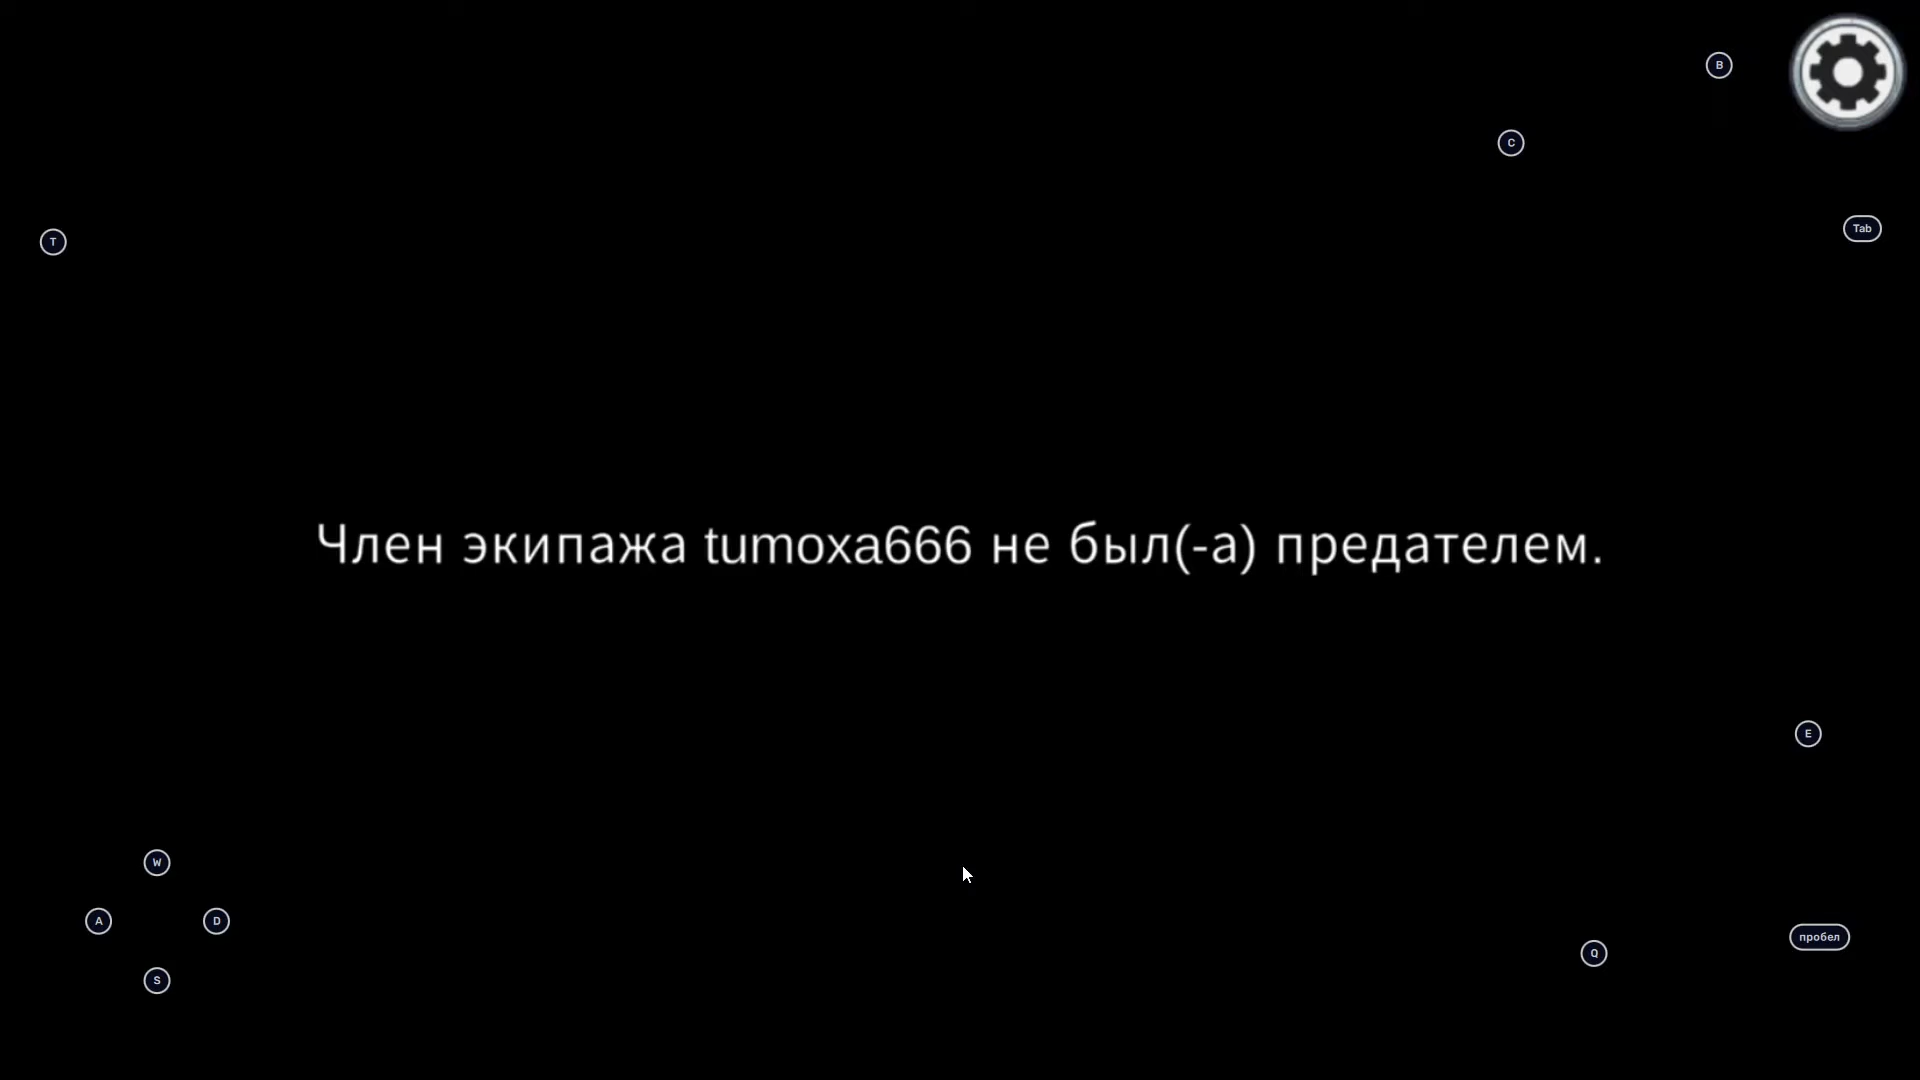 B
C
T
Tab
Член экипажа tumoxa666 не был(-а) предателем.
E
W
A
D
пробел
Q
S